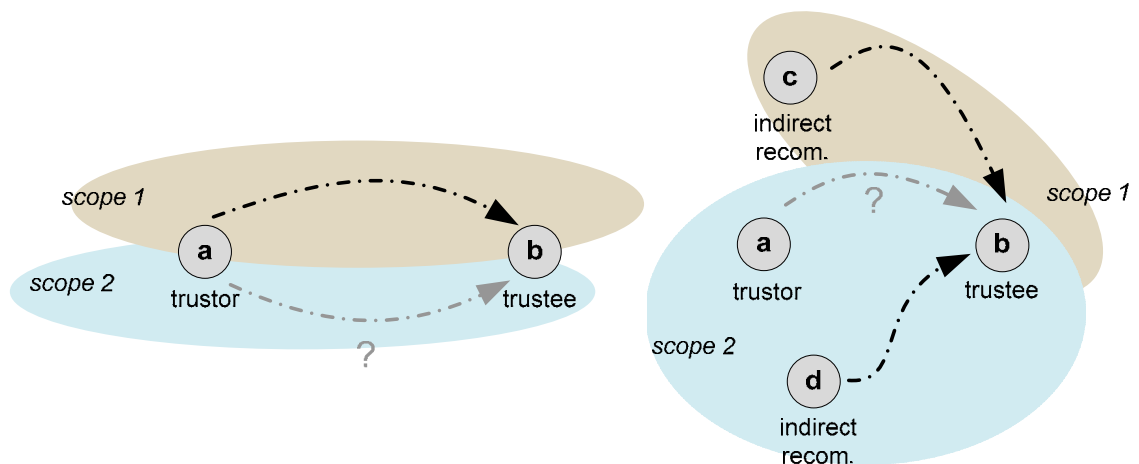 scope 1
a
b
scope 2
trustor
trustee
?
c
indirect
recom.
scope 1
?
a
b
trustor
trustee
scope 2
d
indirect
recom.